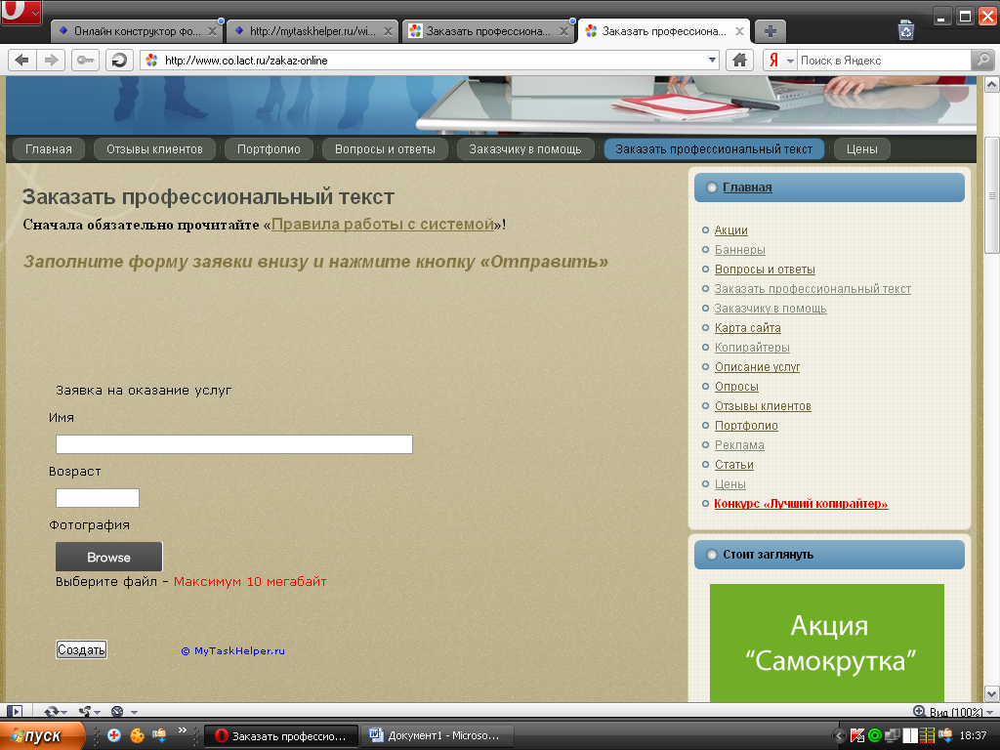 Онлайн конструктор фо...
http://mytaskhelper.ru/wi...
Заказать профессиона...
Заказать профессиона...
http://www.co.lact.ru/zakaz-online
Поиск в Яндекс
Главная
Отзывы клиентов
Портфолио
Вопросы и ответы
Заказчику в помощь
Заказать профессиональный текст
Цены
Заказать профессиональный текст
Сначала обязательно прочитайте «Правила работы с системой»!
Заполните форму заявки внизу и нажмите кнопку «Отправить»
Заявка на оказание услуг
Имя
Возраст
Фотография
Browse
Выберите файл - Максимум 10 мегабайт
Создать
© MyTaskHelper.ru
Главная
Акции
Баннеры
Вопросы и ответы
Заказать профессиональный текст
Заказчику в помощь
Карта сайта
Копирайтеры
Описание услуг
Опросы
Отзывы клиентов
Портфолио
Реклама
Статьи
Цены
Конкурс «Лучший копирайтер»
Стоит заглянуть
Акция
“Самокрутка”
Вид (100%)
пуск
Заказать профессио...
Документ1 - Microso...
18:37